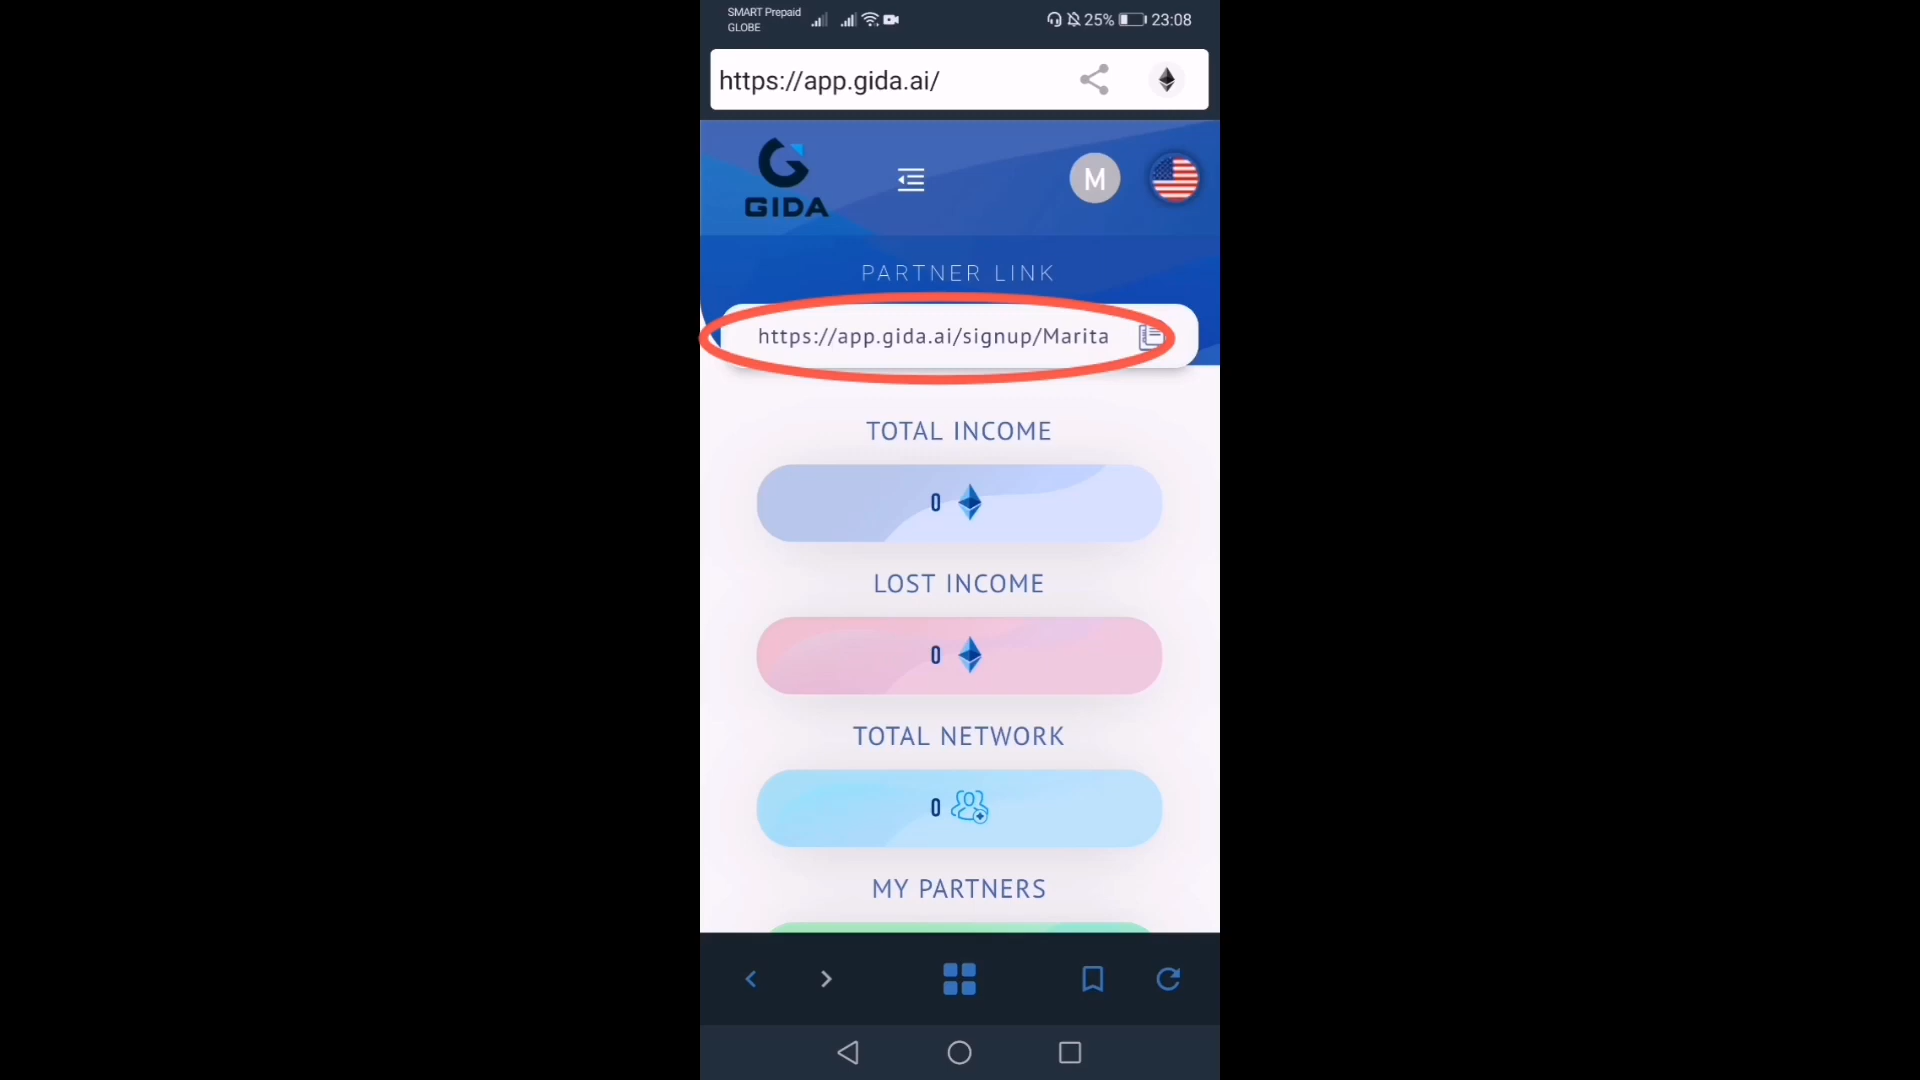 SMART Prepaid
GLOBE
25%
23:08
https://app.gida.ai/
GIDA
M
PARTNER LINK
https://app.gida.ai/signup/Marita
TOTAL INCOME
0
LOST INCOME
0
TOTAL NETWORK
0
MY PARTNERS